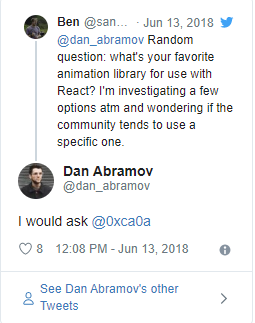 Ben @san... · Jun 13, 2018
@dan_abramov Random
question: what's your favorite
animation library for use with
React? I'm investigating a few
options atm and wondering if the
community tends to use a
specific one.
Dan Abramov
@dan_abramov
I would ask @0xca0a
8 12:08 PM - Jun 13, 2018
See Dan Abramov's other
Tweets